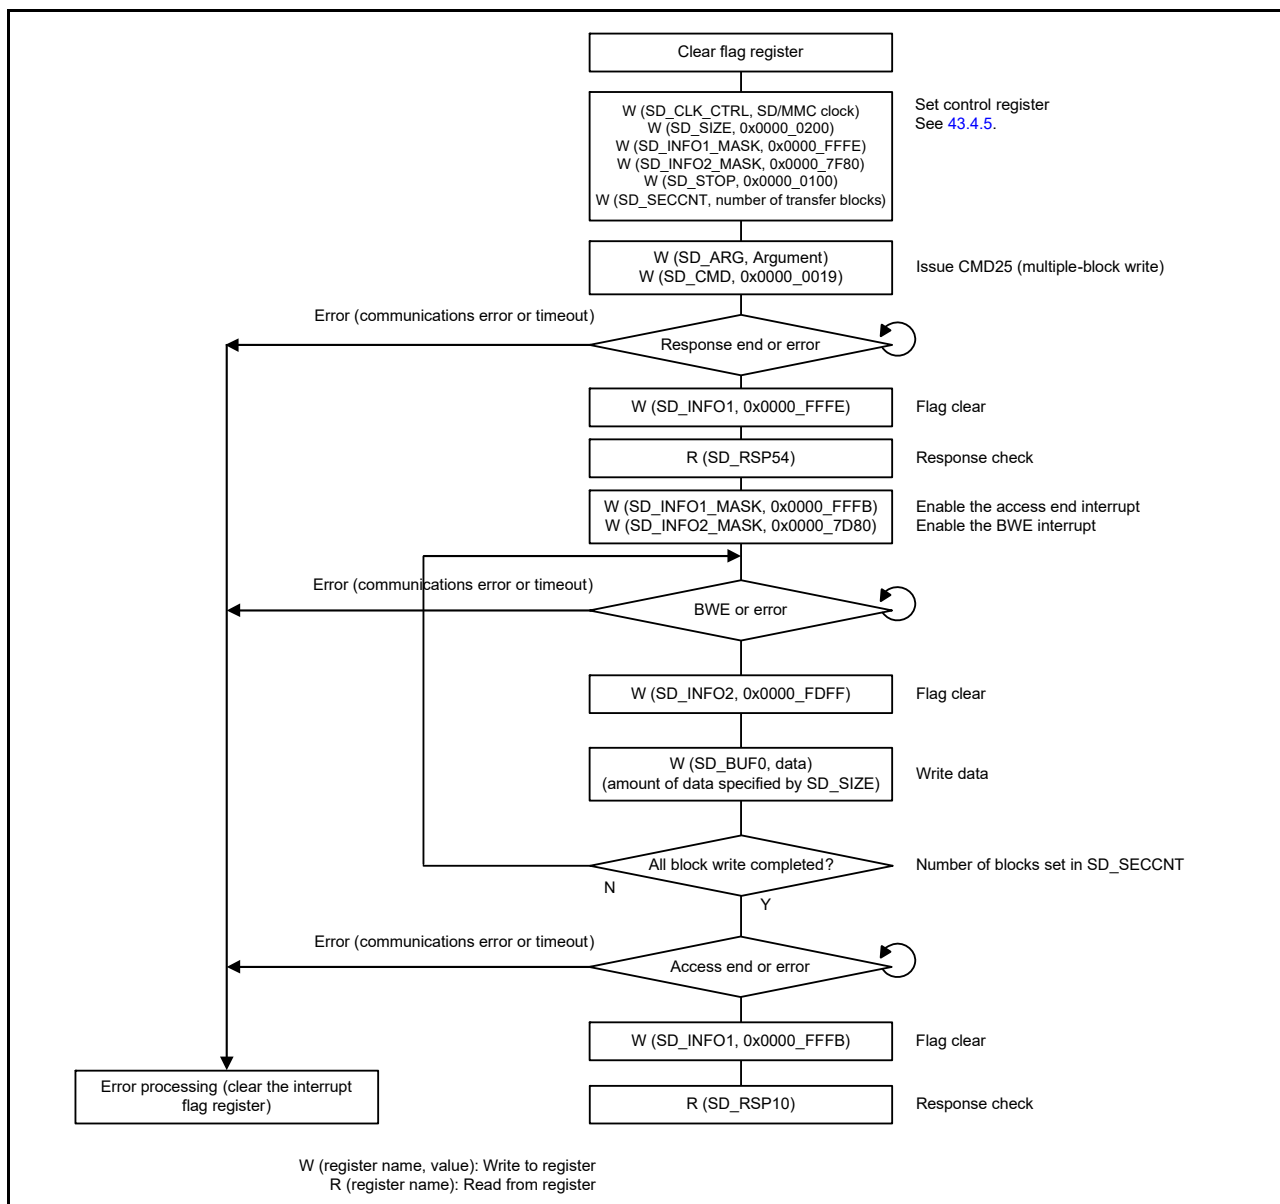 Clear flag register
W (SD_CLK_CTRL, SD/MMC clock)
W (SD_SIZE, 0x0000_0200)
W (SD_INFO1_MASK, 0x0000_FFFE)
W (SD_INFO2_MASK, 0x0000_7F80)
W (SD_STOP, 0x0000_0100)
W (SD_SECCNT, number of transfer blocks)
Set control register
See 43.4.5.
W (SD_ARG, Argument)
W (SD_CMD, 0x0000_0019)
Issue CMD25 (multiple-block write)
Error (communications error or timeout)
Response end or error
W (SD_INFO1, 0x0000_FFFE)
Flag clear
R (SD_RSP54)
Response check
W (SD_INFO1_MASK, 0x0000_FFFB)
W (SD_INFO2_MASK, 0x0000_7D80)
Enable the access end interrupt
Enable the BWE interrupt
Error (communications error or timeout)
BWE or error
W (SD_INFO2, 0x0000_FDFF)
Flag clear
W (SD_BUF0, data)
(amount of data specified by SD_SIZE)
Write data
All block write completed?
Number of blocks set in SD_SECCNT
N
Y
Error (communications error or timeout)
Access end or error
W (SD_INFO1, 0x0000_FFFB)
Flag clear
Error processing (clear the interrupt
flag register)
R (SD_RSP10)
Response check
W (register name, value): Write to register
R (register name): Read from register